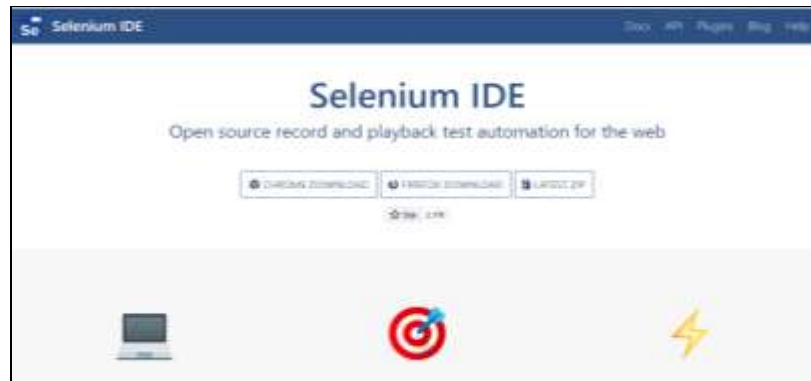 Se Selenium IDE Docs API Plugins Blog Help
Selenium IDE
Open source record and playback test automation for the web
CHROME DOWNLOAD FIREFOX DOWNLOAD LATEST ZIP
Star